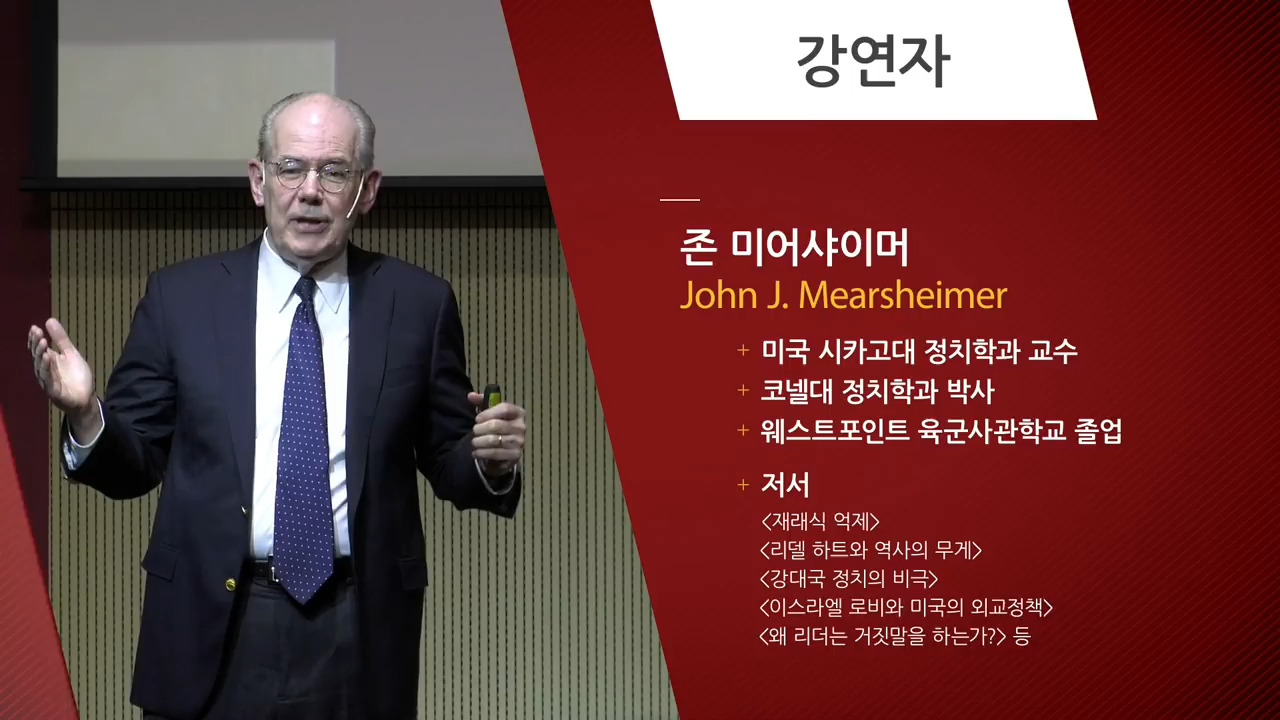 강연자
존 미어샤이머
John J. Mearsheimer
+ 미국 시카고대 정치학과 교수
+ 코넬대 정치학과 박사
+ 웨스트포인트 육군사관학교 졸업
+ 저서
<재래식 억제>
<리델 하트와 역사의 무게>
<강대국 정치의 비극>
<이스라엘 로비와 미국의 외교정책>
<왜 리더는 거짓말을 하는가?> 등